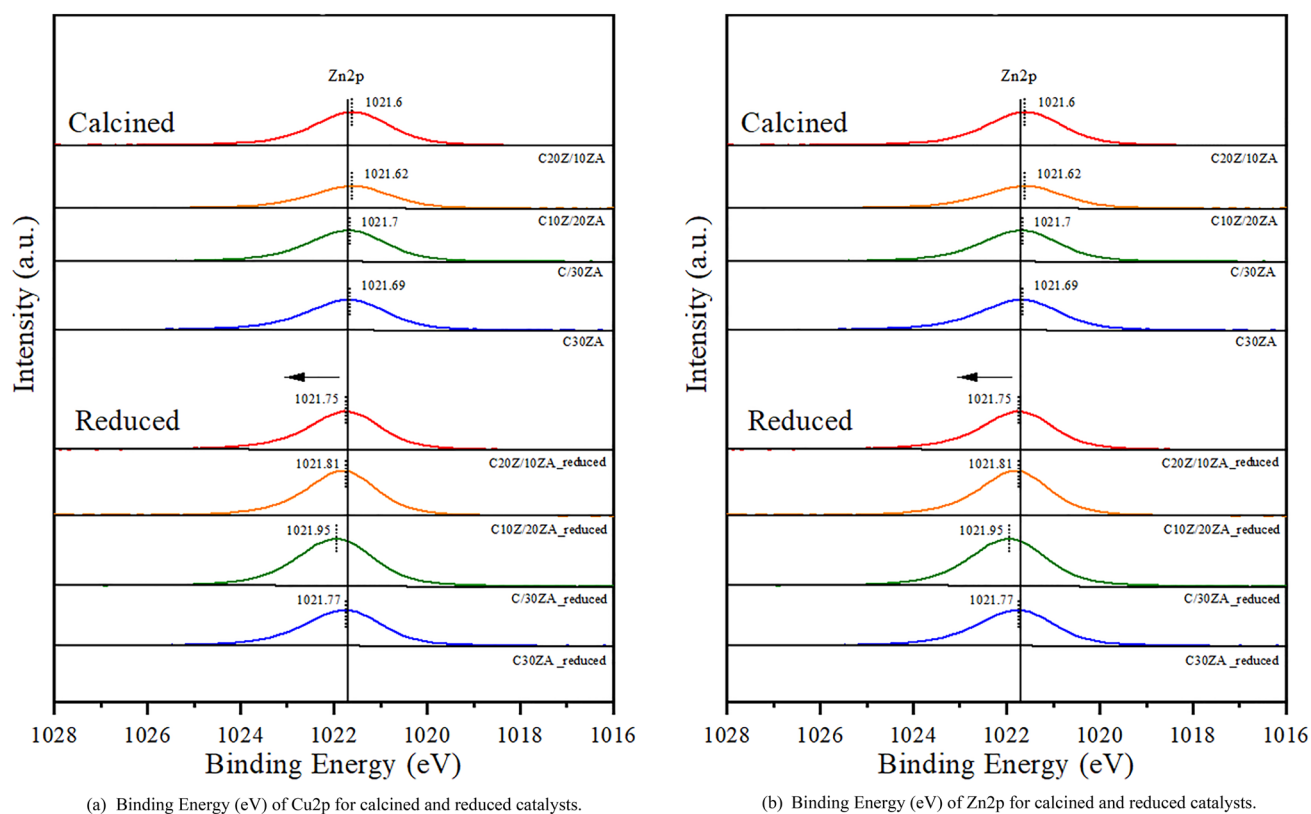 Zn2p
1021.6
Calcined
C20Z/10ZA
1021.62
C10Z/20ZA
1021.7
C/30ZA
1021.69
C30ZA
1021.75
Reduced
C20Z/10ZA_reduced
1021.81
C10Z/20ZA_reduced
1021.95
C/30ZA_reduced
1021.77
C30ZA_reduced
Intensity (a.u.)
1028 1026 1024 1022 1020 1018 1016
Binding Energy (eV)
(a) Binding Energy (eV) of Cu2p for calcined and reduced catalysts.
Zn2p
1021.6
Calcined
C20Z/10ZA
1021.62
C10Z/20ZA
1021.7
C/30ZA
1021.69
C30ZA
1021.75
Reduced
C20Z/10ZA_reduced
1021.81
C10Z/20ZA_reduced
1021.95
C/30ZA_reduced
1021.77
C30ZA_reduced
Intensity (a.u.)
1028 1026 1024 1022 1020 1018 1016
Binding Energy (eV)
(b) Binding Energy (eV) of Zn2p for calcined and reduced catalysts.